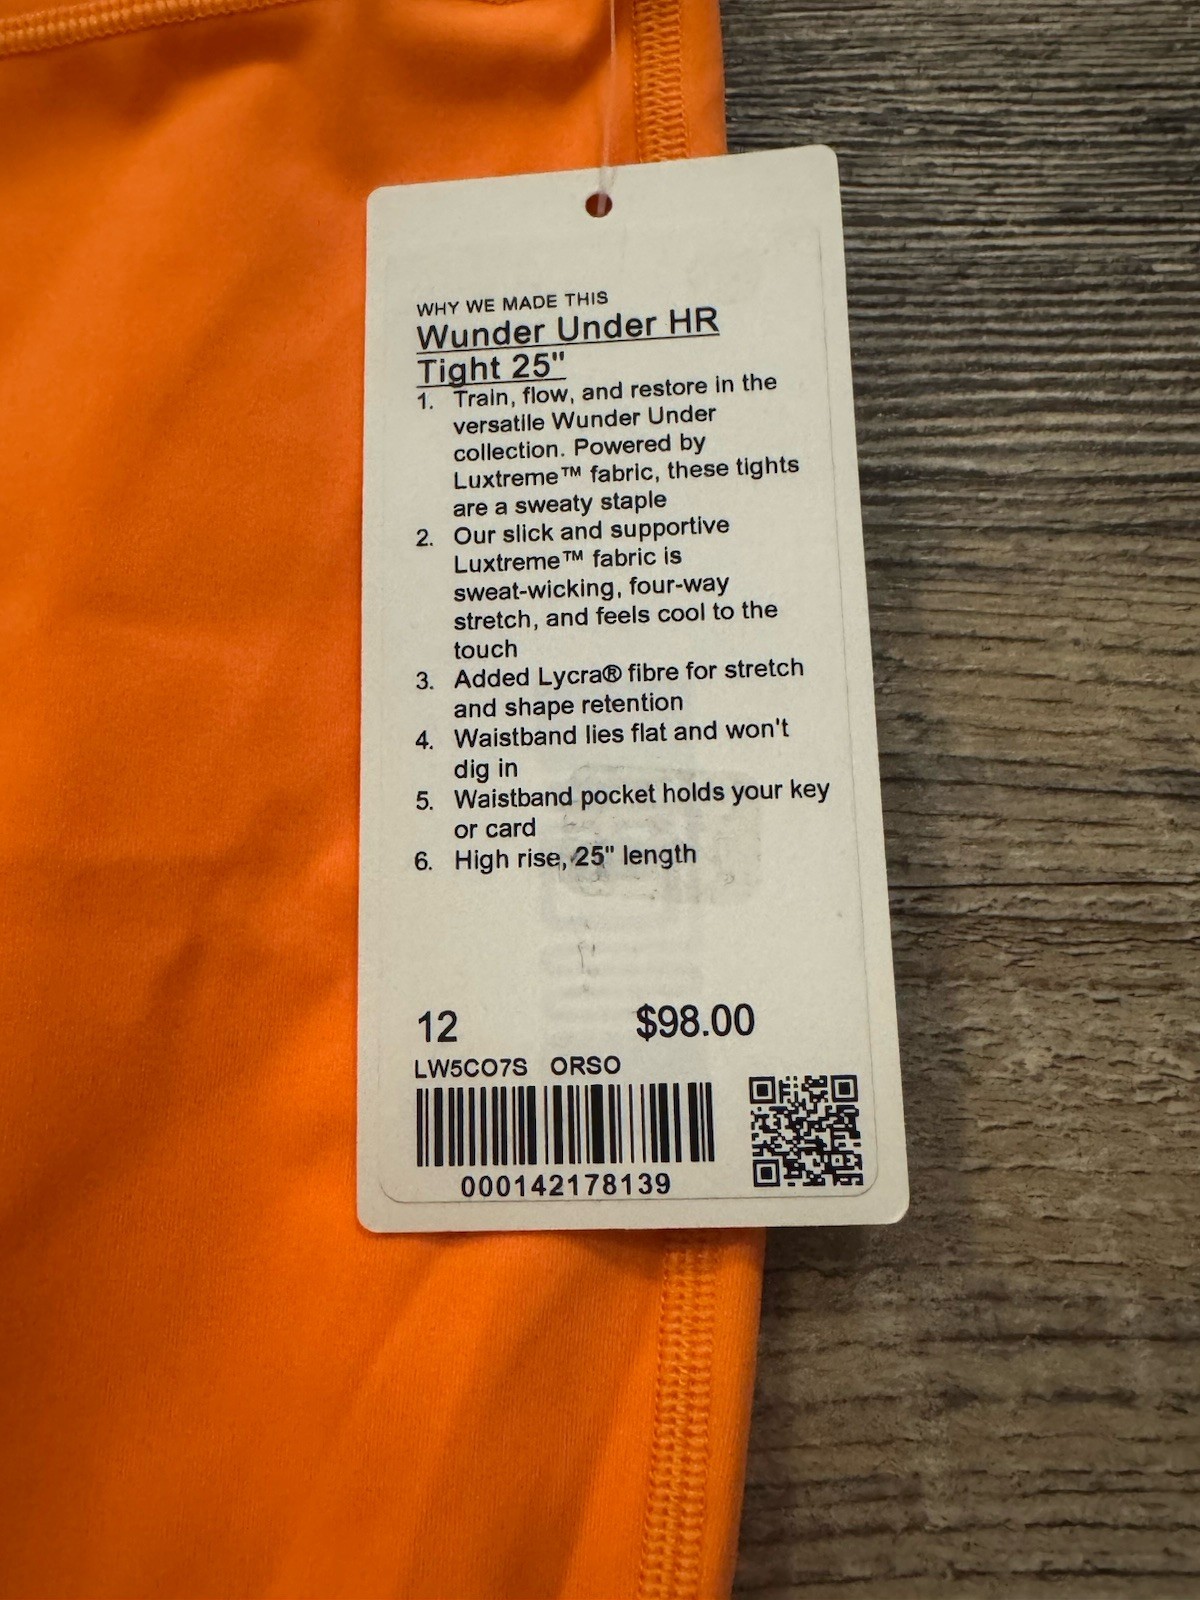 WHY WE MADE THIS
Wunder Under HR
Tight 25"
1. Train, flow, and restore in the
versatile Wunder Under
collection. Powered by
Luxtreme™ fabric, these tights
are a sweaty staple
2. Our slick and supportive
Luxtreme™ fabric is
sweat-wicking, four-way
stretch, and feels cool to the
touch
3. Added Lycra® fibre for stretch
and shape retention
4. Waistband lies flat and won't
dig in
5. Waistband pocket holds your key
or card
6. High rise, 25" length
12 $98.00
LW5CO7S ORSO
000142178139